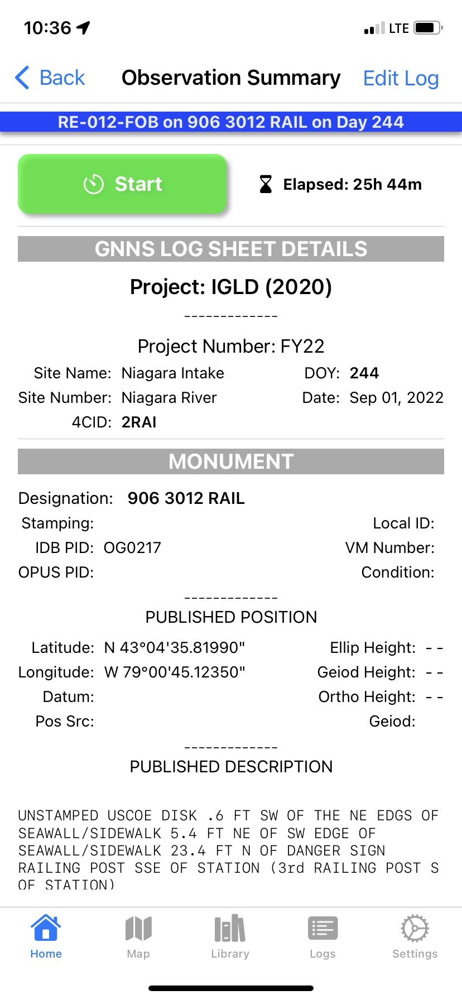 10:36 LTE
Back Observation Summary Edit Log
RE-012-FOB on 906 3012 RAIL on Day 244
Start Elapsed: 25h 44m
GNNS LOG SHEET DETAILS
Project: IGLD (2020)
-------------
Project Number: FY22
Site Name: Niagara Intake DOY: 244
Site Number: Niagara River Date: Sep 01, 2022
4CID: 2RAI
MONUMENT
Designation: 906 3012 RAIL
Stamping: Local ID:
IDB PID: OG0217 VM Number:
OPUS PID: Condition:
-------------
PUBLISHED POSITION
Latitude: N 43°04'35.81990" Ellip Height: - -
Longitude: W 79°00'45.12350" Geiod Height: - -
Datum: Ortho Height: - -
Pos Src: Geiod:
-------------
PUBLISHED DESCRIPTION
UNSTAMPED USCOE DISK .6 FT SW OF THE NE EDGS OF
SEAWALL/SIDEWALK 5.4 FT NE OF SW EDGE OF
SEAWALL/SIDEWALK 23.4 FT N OF DANGER SIGN
RAILING POST SSE OF STATION (3rd RAILING POST S
OF STATION)
Home Map Library Logs Settings